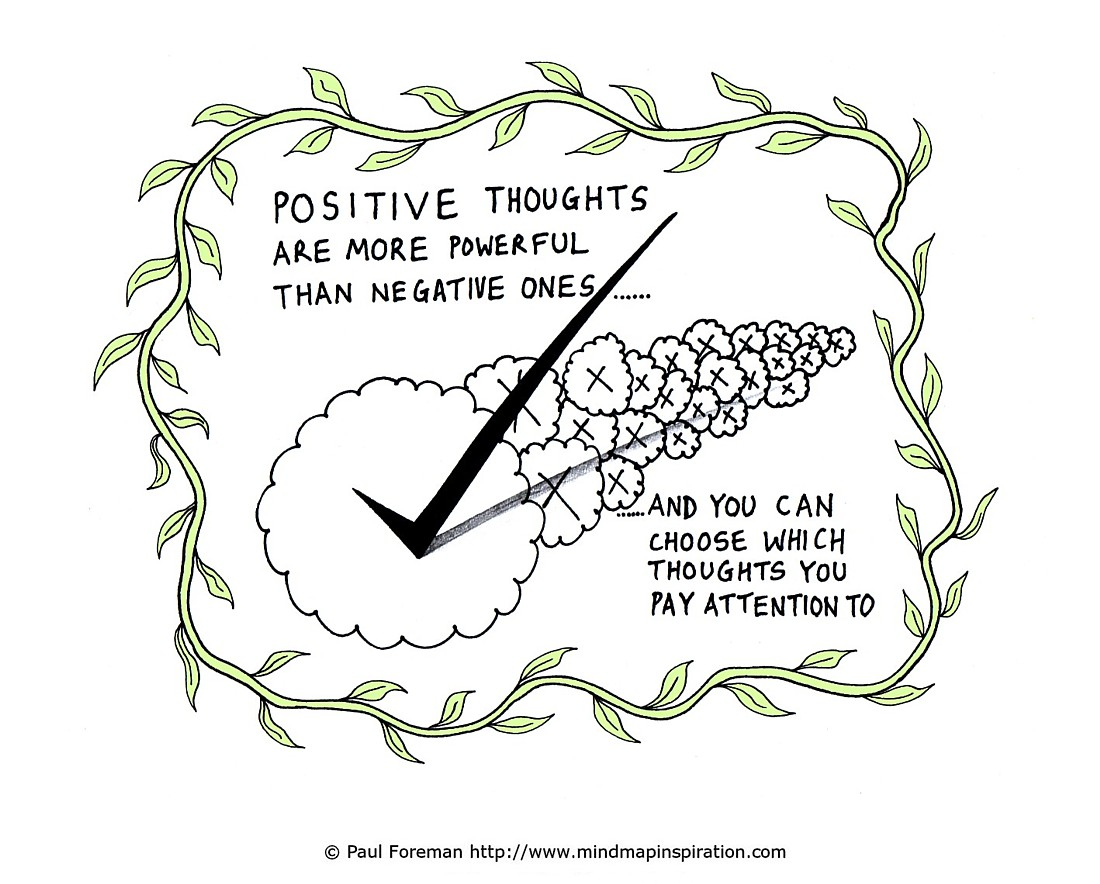 POSITIVE THOUGHTS
ARE MORE POWERFUL
THAN NEGATIVE ONES ......
......AND YOU CAN
CHOOSE WHICH
THOUGHTS YOU
PAY ATTENTION TO
© Paul Foreman http://www.mindmapinspiration.com